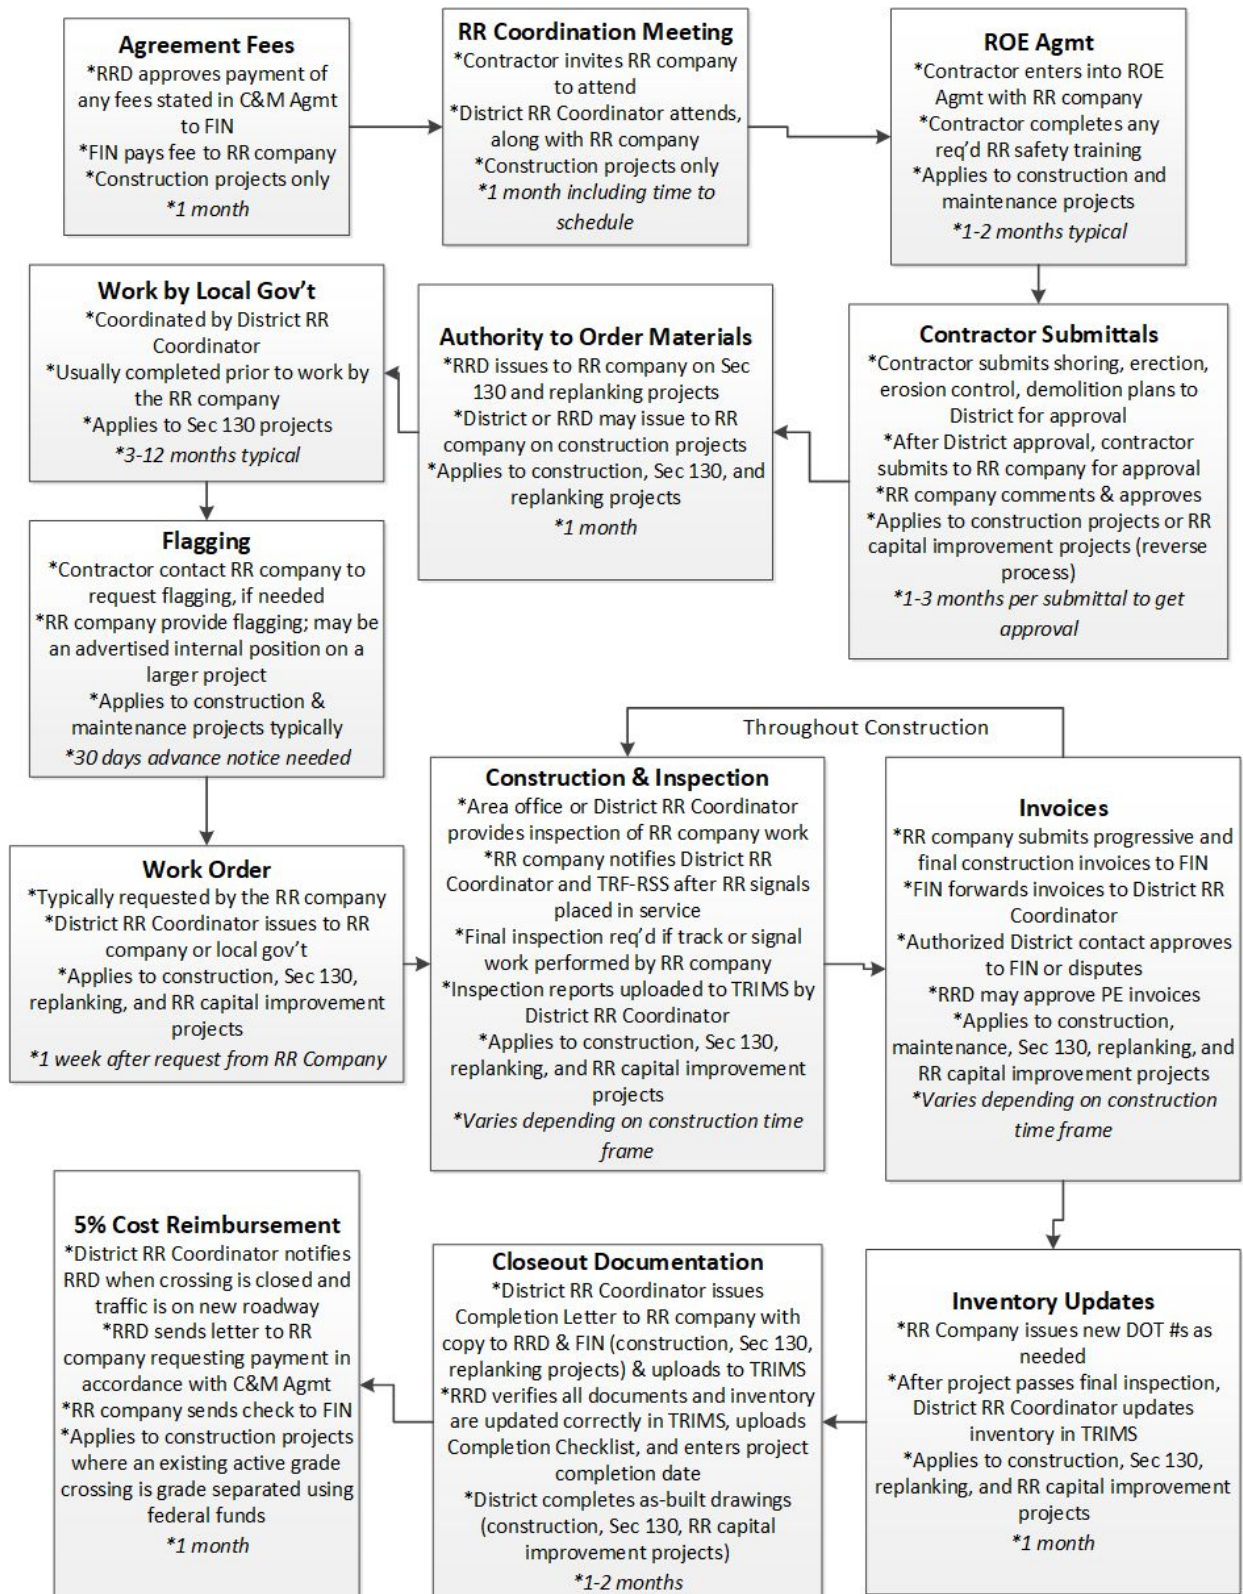 Agreement Fees
*RRD approves payment of
any fees stated in C&M Agmt
to FIN
*FIN pays fee to RR company
*Construction projects only
*1 month
RR Coordination Meeting
*Contractor invites RR company
to attend
*District RR Coordinator attends,
along with RR company
*Construction projects only
*1 month including time to
schedule
ROE Agmt
*Contractor enters into ROE
Agmt with RR company
*Contractor completes any
req'd RR safety training
*Applies to construction and
maintenance projects
*1-2 months typical
Contractor Submittals
*Contractor submits shoring, erection,
erosion control, demolition plans to
District for approval
*After District approval, contractor
submits to RR company for approval
*RR company comments & approves
*Applies to construction projects or RR
capital improvement projects (reverse
process)
*1-3 months per submittal to get
approval
Authority to Order Materials
*RRD issues to RR company on Sec
130 and replanking projects
*District or RRD may issue to RR
company on construction projects
*Applies to construction, Sec 130, and
replanking projects
*1 month
Work by Local Gov't
*Coordinated by District RR
Coordinator
*Usually completed prior to work by
the RR company
*Applies to Sec 130 projects
*3-12 months typical
Flagging
*Contractor contact RR company to
request flagging, if needed
*RR company provide flagging; may be
an advertised internal position on a
larger project
*Applies to construction &
maintenance projects typically
*30 days advance notice needed
Work Order
*Typically requested by the RR company
*District RR Coordinator issues to RR
company or local gov't
*Applies to construction, Sec 130,
replanking, and RR capital improvement
projects
*1 week after request from RR Company
Throughout Construction
Construction & Inspection
*Area office or District RR Coordinator
provides inspection of RR company work
*RR company notifies District RR
Coordinator and TRF-RSS after RR signals
placed in service
*Final inspection req'd if track or signal
work performed by RR company
*Inspection reports uploaded to TRIMS by
District RR Coordinator
*Applies to construction, Sec 130,
replanking, and RR capital improvement
projects
*Varies depending on construction time
frame
Invoices
*RR company submits progressive and
final construction invoices to FIN
*FIN forwards invoices to District RR
Coordinator
*Authorized District contact approves
to FIN or disputes
*RRD may approve PE invoices
*Applies to construction,
maintenance, Sec 130, replanking, and
RR capital improvement projects
*Varies depending on construction
time frame
Inventory Updates
*RR Company issues new DOT #s as
needed
*After project passes final inspection,
District RR Coordinator updates
inventory in TRIMS
*Applies to construction, Sec 130,
replanking, and RR capital improvement
projects
*1 month
Closeout Documentation
*District RR Coordinator issues
Completion Letter to RR company with
copy to RRD & FIN (construction, Sec 130,
replanking projects) & uploads to TRIMS
*RRD verifies all documents and inventory
are updated correctly in TRIMS, uploads
Completion Checklist, and enters project
completion date
*District completes as-built drawings
(construction, Sec 130, RR capital
improvement projects)
*1-2 months
5% Cost Reimbursement
*District RR Coordinator notifies
RRD when crossing is closed and
traffic is on new roadway
*RRD sends letter to RR
company requesting payment in
accordance with C&M Agmt
*RR company sends check to FIN
*Applies to construction projects
where an existing active grade
crossing is grade separated using
federal funds
*1 month